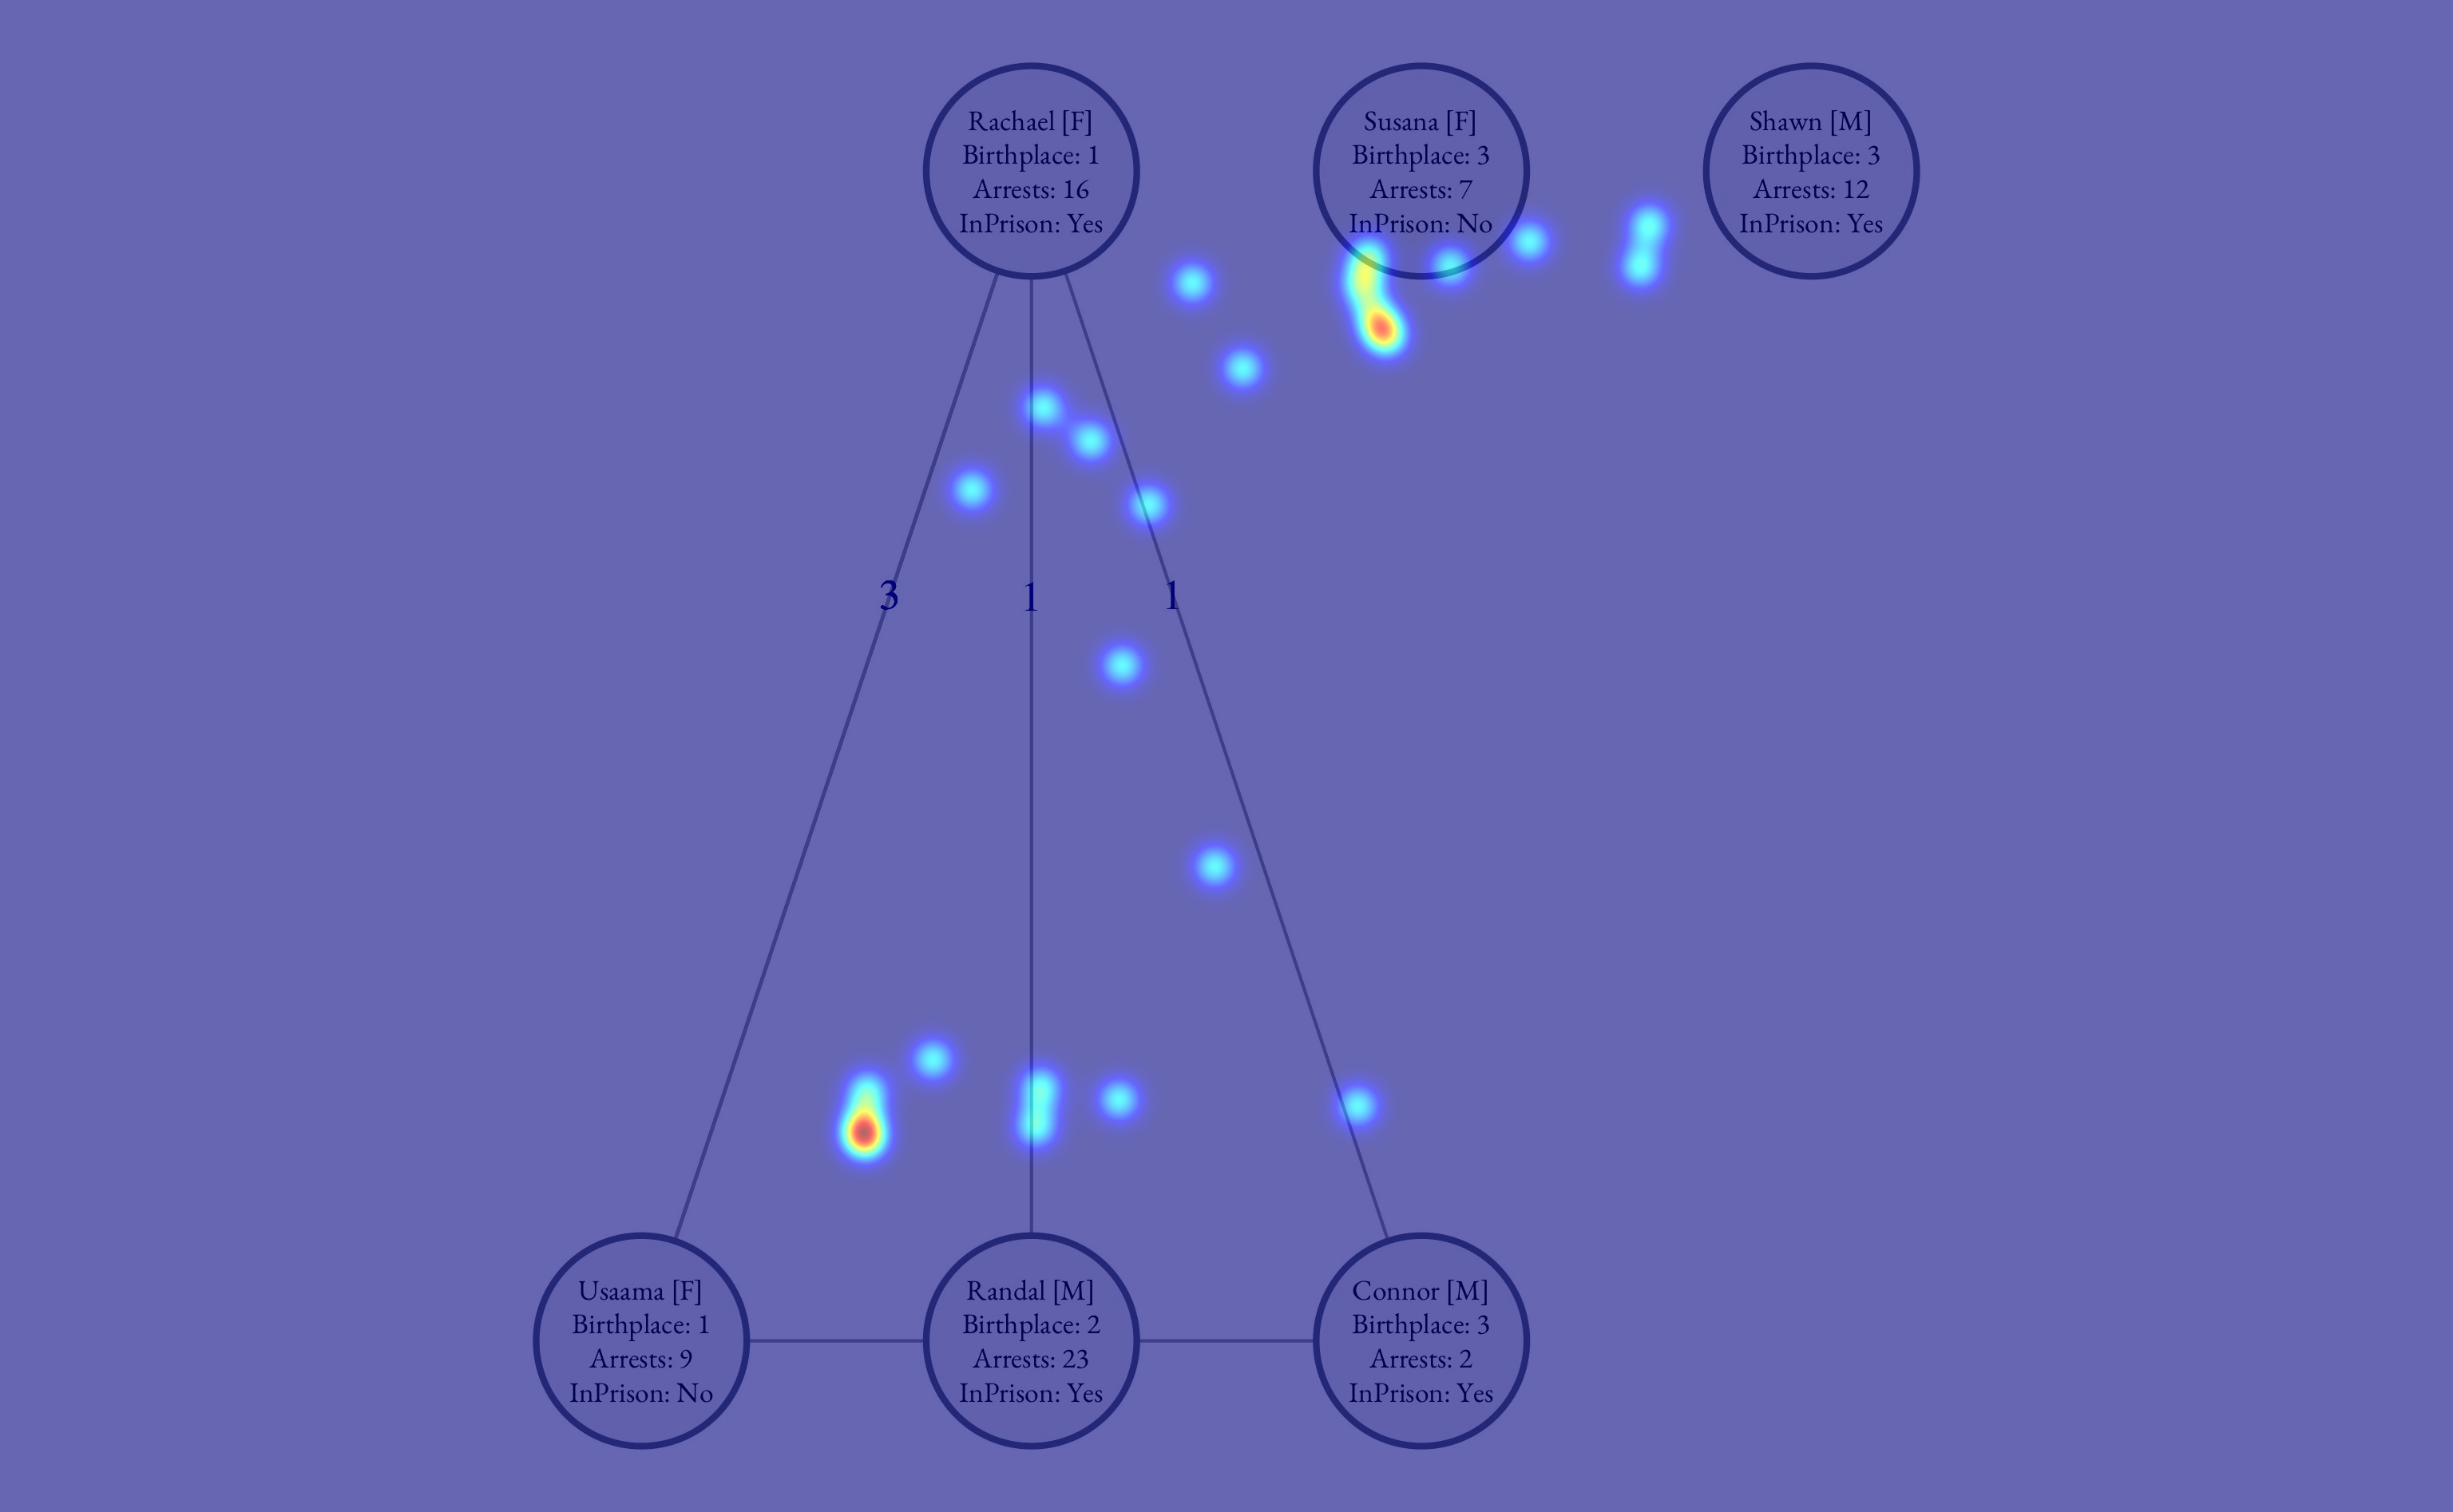 Rachael [F]
Birthplace: 1
Arrests: 16
InPrison: Yes
Susana [F]
Birthplace: 3
Arrests: 7
InPrison: No
Shawn [M]
Birthplace: 3
Arrests: 12
InPrison: Yes
3
1
1
Usaama [F]
Birthplace: 1
Arrests: 9
InPrison: No
Randal [M]
Birthplace: 2
Arrests: 23
InPrison: Yes
Connor [M]
Birthplace: 3
Arrests: 2
InPrison: Yes